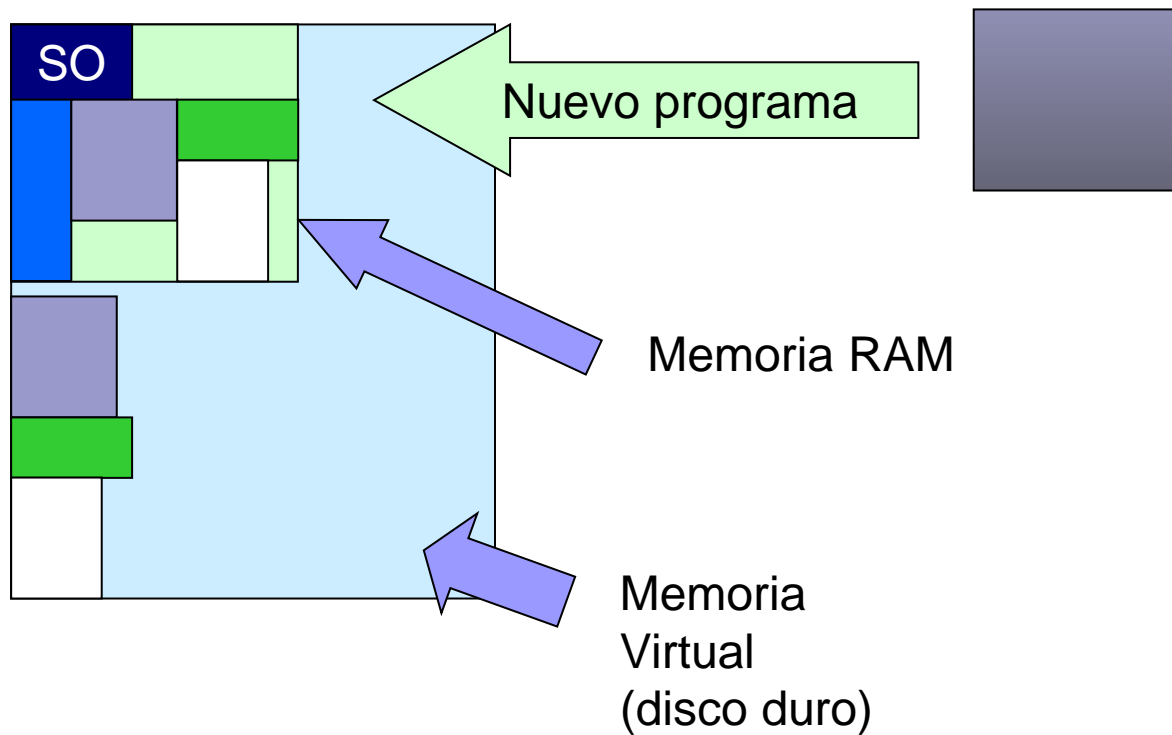 SO
Nuevo programa
Memoria RAM
Memoria
Virtual
(disco duro)